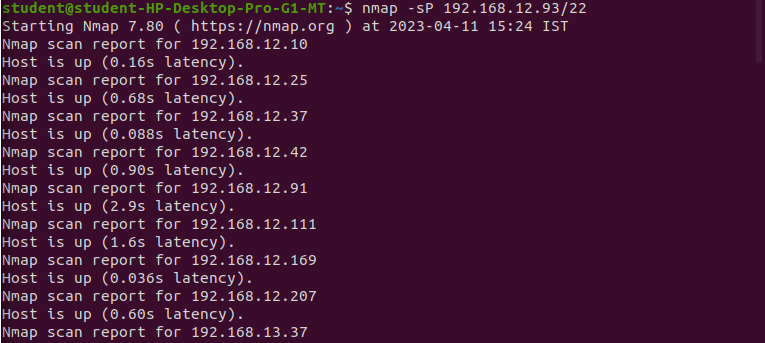 student@student-HP-Desktop-Pro-G1-MT:~$ nmap -sP 192.168.12.93/22
Starting Nmap 7.80 ( https://nmap.org ) at 2023-04-11 15:24 IST
Nmap scan report for 192.168.12.10
Host is up (0.16s latency).
Nmap scan report for 192.168.12.25
Host is up (0.68s latency).
Nmap scan report for 192.168.12.37
Host is up (0.088s latency).
Nmap scan report for 192.168.12.42
Host is up (0.90s latency).
Nmap scan report for 192.168.12.91
Host is up (2.9s latency).
Nmap scan report for 192.168.12.111
Host is up (1.6s latency).
Nmap scan report for 192.168.12.169
Host is up (0.036s latency).
Nmap scan report for 192.168.12.207
Host is up (0.60s latency).
Nmap scan report for 192.168.13.37